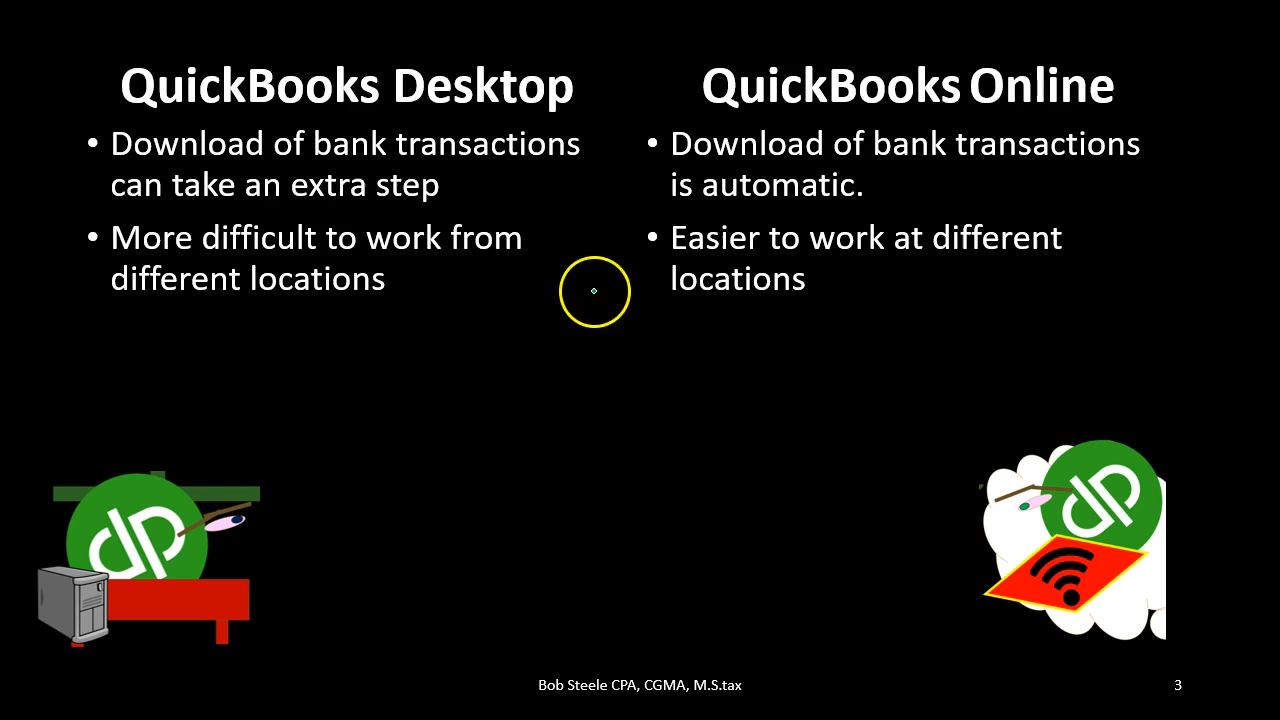 QuickBooks Desktop
• Download of bank transactions
can take an extra step
• More difficult to work from
different locations
QuickBooks Online
• Download of bank transactions
is automatic.
• Easier to work at different
locations
Bob Steele CPA, CGMA, M.S.tax
3